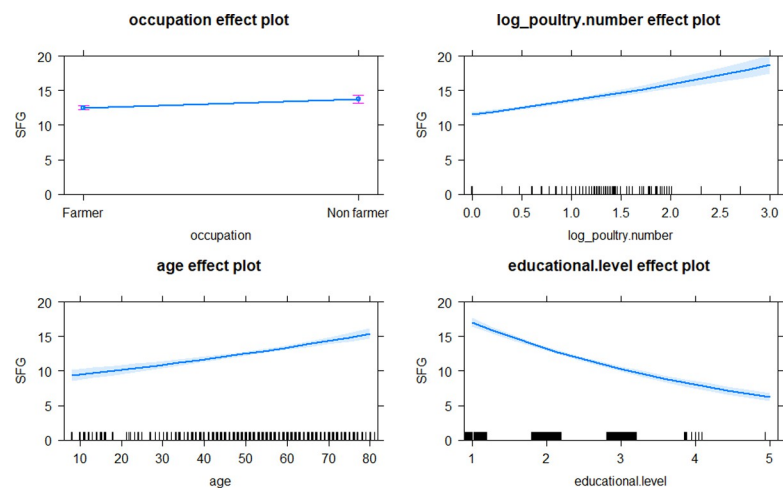 occupation effect plot
20
15
10
5
0
SFG
Farmer
Non farmer
occupation
log_poultry.number effect plot
20
15
10
5
0
SFG
0.0 0.5 1.0 1.5 2.0 2.5 3.0
log_poultry.number
age effect plot
20
15
10
5
0
SFG
10 20 30 40 50 60 70 80
age
educational.level effect plot
20
15
10
5
0
SFG
1 2 3 4 5
educational.level